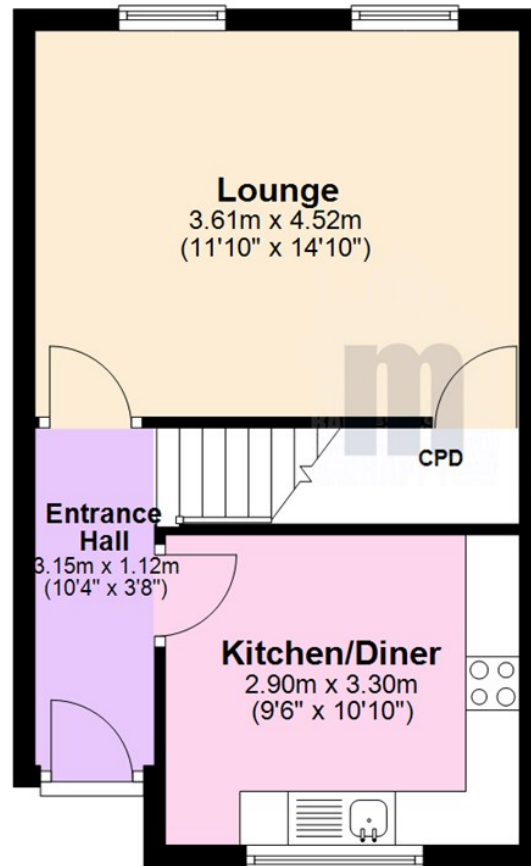 Lounge
3.61m x 4.52m
(11'10" x 14'10")
m
CPD
Entrance
Hall
3.15m x 1.12m
(10'4" x 3'8")
Kitchen/Diner
2.90m x 3.30m
(9'6" x 10'10")